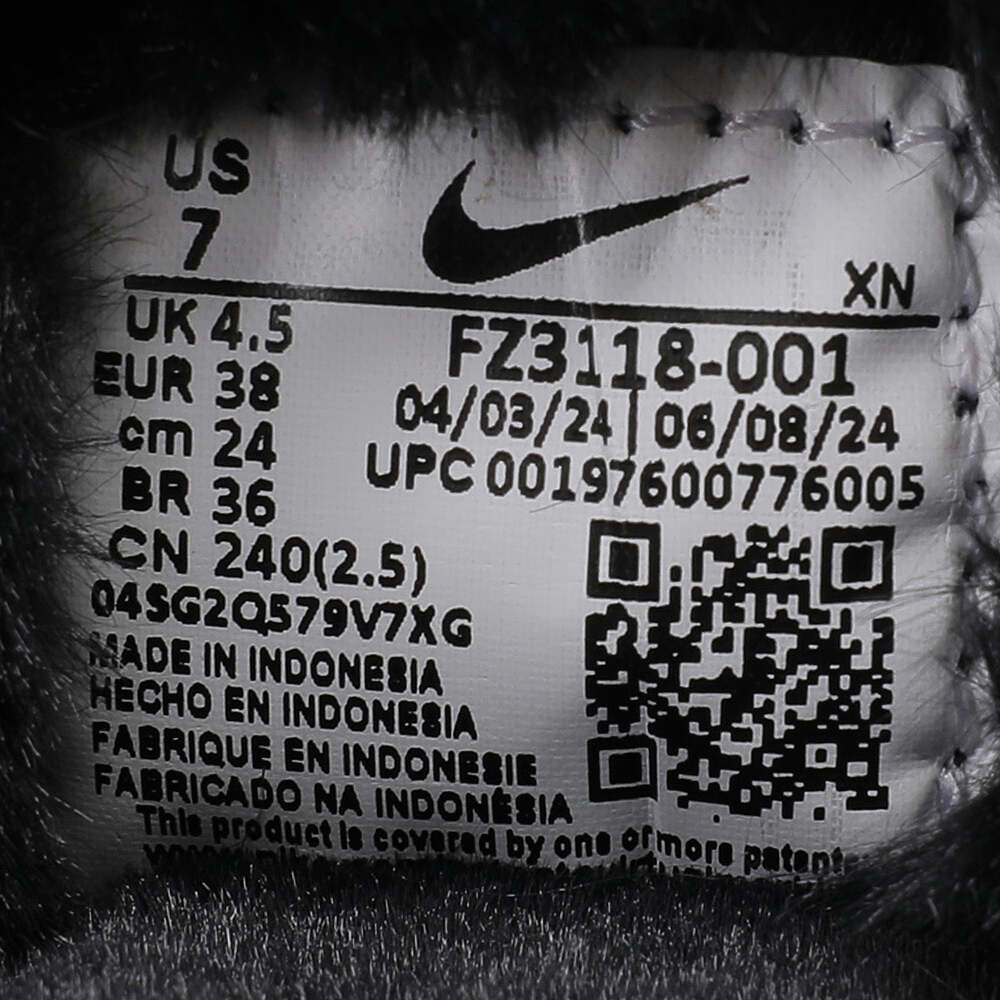 US
7
XN
UK 4.5
EUR 38
cm 24
BR 36
CN 240(2.5)
FZ3118-001
04/03/24 | 06/08/24
UPC 00197600776005
04SG2Q579V7XG
MADE IN INDONESIA
HECHO EN INDONESIA
FABRIQUE EN INDONESIE
FABRICADO NA INDONÉSIA
This product is covered by one or more patent